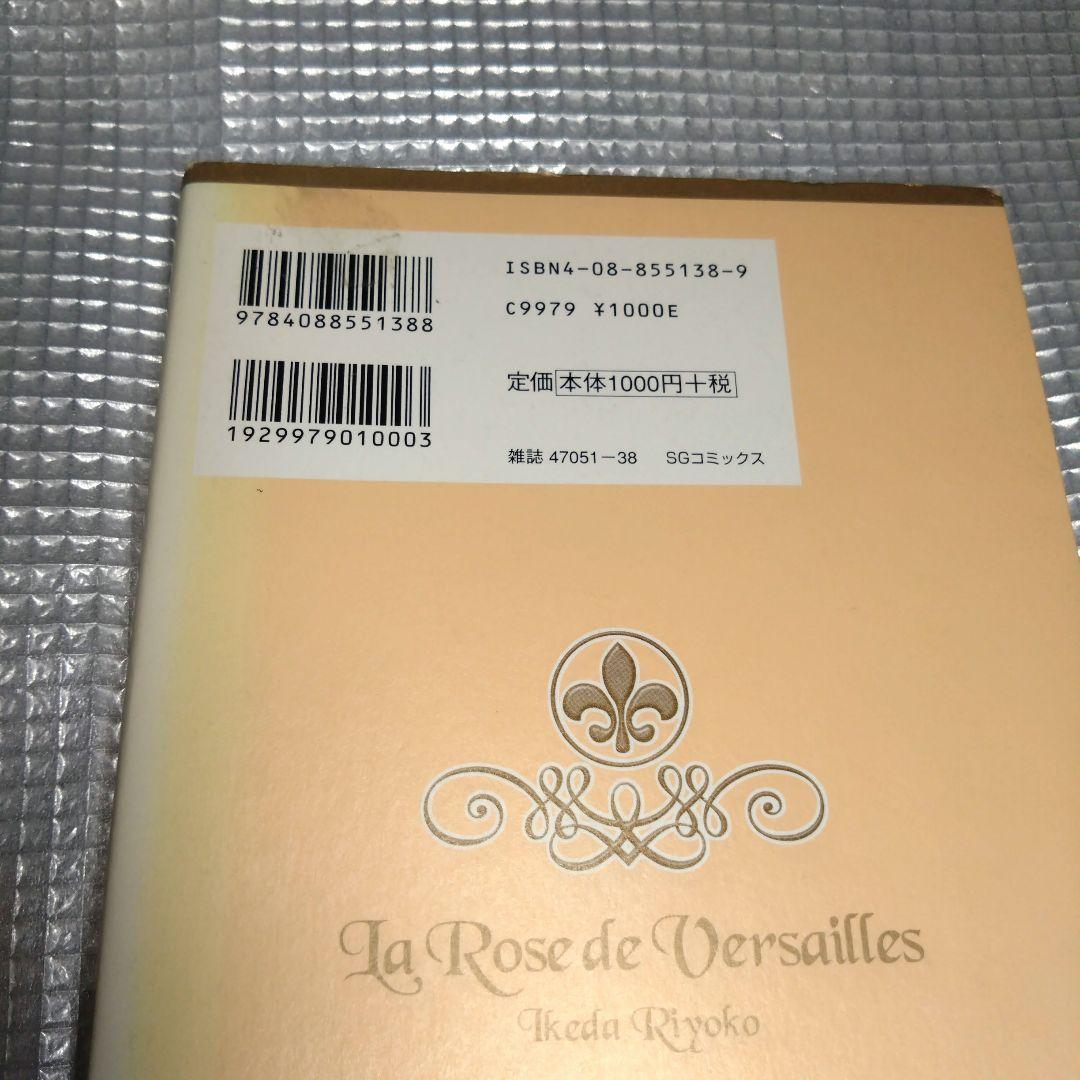 9784088551388
ISBN4-08-855138-9
C9979 ¥1000E
1929979010003
定価 本体1000円+税
雑誌 47051-38 SGコミックス
La Rose de Versailles
Ikeda Riyoko